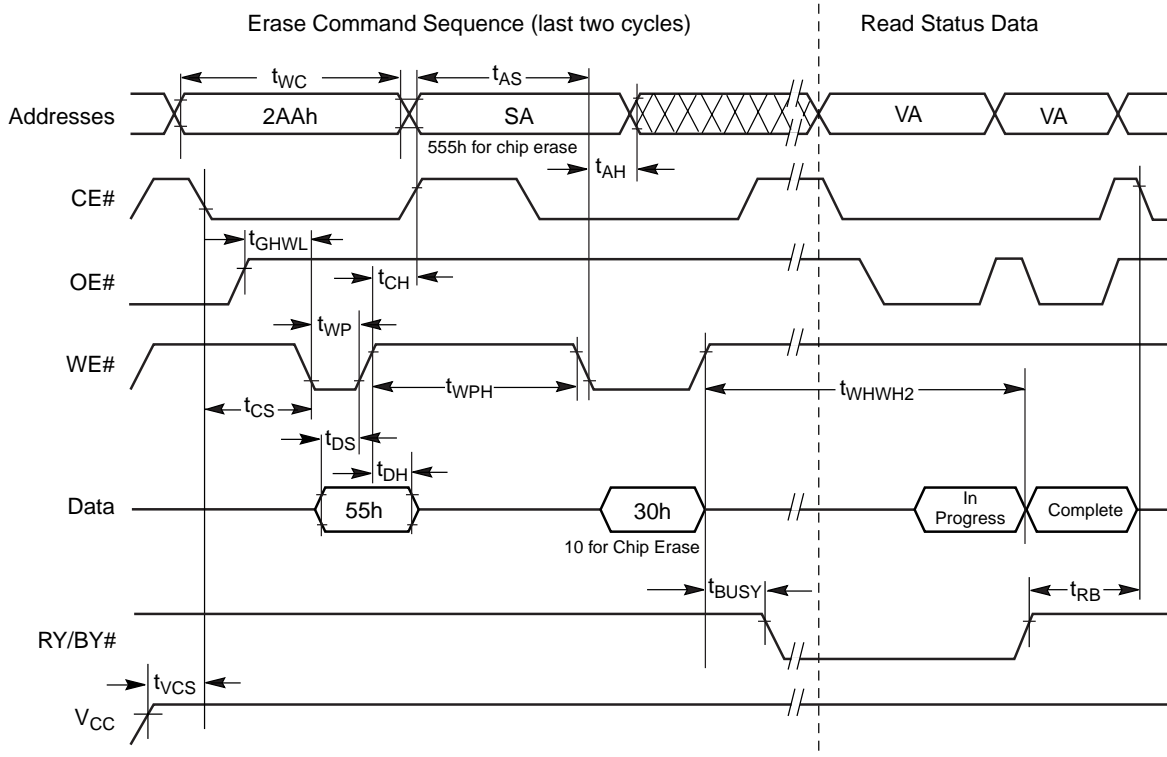 Erase Command Sequence (last two cycles)
Read Status Data
tWC
tAS
Addresses
2AAh
SA
VA
VA
555h for chip erase
tAH
CE#
tGHWL
OE#
tCH
tWP
WE#
tWPH
tWHWH2
tCS
tDS
tDH
Data
55h
30h
In
Progress
Complete
10 for Chip Erase
tBUSY
tRB
RY/BY#
tVCS
VCC